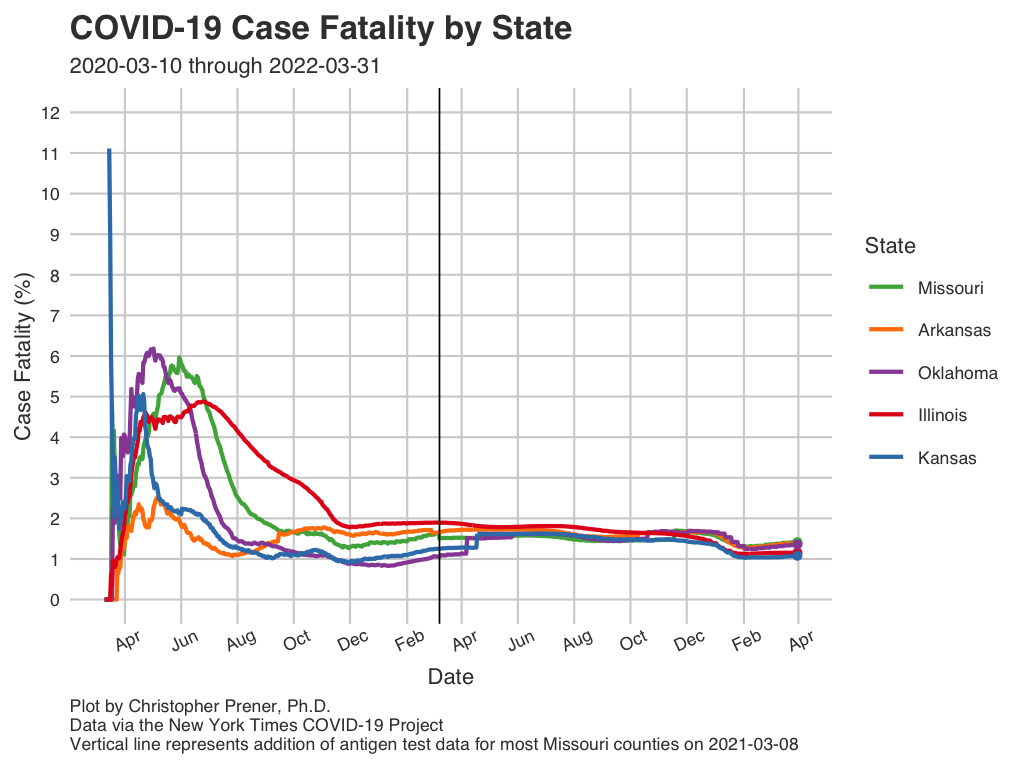 COVID-19 Case Fatality by State
2020-03-10 through 2022-03-31
Case Fatality (%)
12
11
10
9
8
7
6
5
4
3
2
1
0
Apr
Jun
Aug
Oct
Dec
Feb
Apr
Jun
Aug
Oct
Dec
Feb
Apr
Date
State
Missouri
Arkansas
Oklahoma
Illinois
Kansas
Plot by Christopher Prener, Ph.D.
Data via the New York Times COVID-19 Project
Vertical line represents addition of antigen test data for most Missouri counties on 2021-03-08